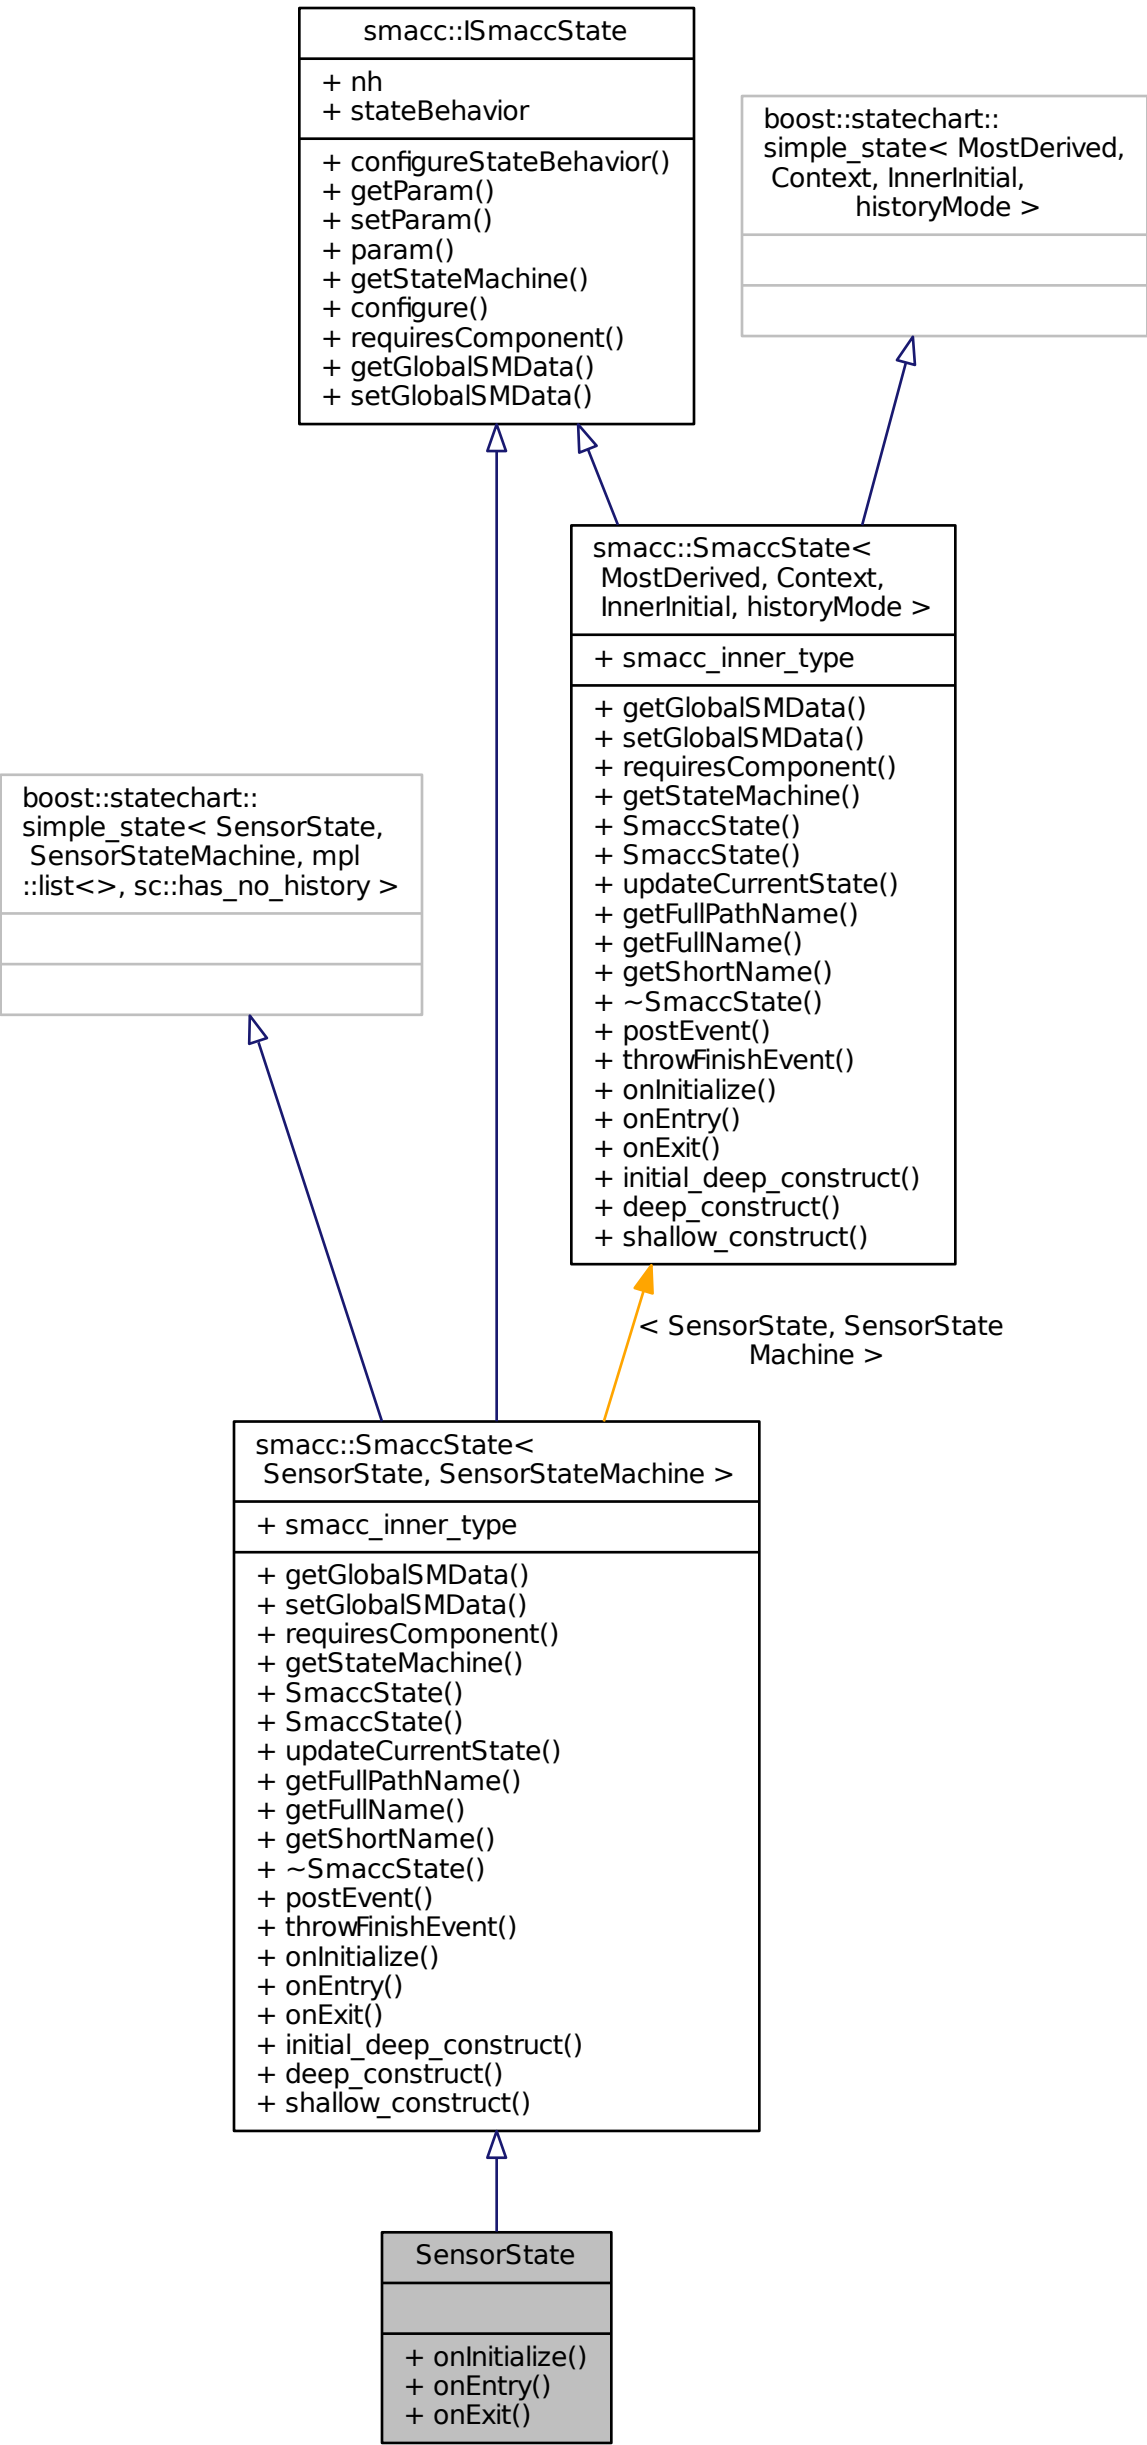 smacc::ISmaccState
+ nh
+ stateBehavior
+ configureStateBehavior()
+ getParam()
+ setParam()
+ param()
+ getStateMachine()
+ configure()
+ requiresComponent()
+ getGlobalSMData()
+ setGlobalSMData()
boost::statechart::
simple_state< MostDerived,
Context, InnerInitial,
historyMode >
smacc::SmaccState<
MostDerived, Context,
InnerInitial, historyMode >
+ smacc_inner_type
+ getGlobalSMData()
+ setGlobalSMData()
+ requiresComponent()
+ getStateMachine()
+ SmaccState()
+ SmaccState()
+ updateCurrentState()
+ getFullPathName()
+ getFullName()
+ getShortName()
+ ~SmaccState()
+ postEvent()
+ throwFinishEvent()
+ onInitialize()
+ onEntry()
+ onExit()
+ initial_deep_construct()
+ deep_construct()
+ shallow_construct()
boost::statechart::
simple_state< SensorState,
SensorStateMachine, mpl
::list<>, sc::has_no_history >
< SensorState, SensorState
Machine >
smacc::SmaccState<
SensorState, SensorStateMachine >
+ smacc_inner_type
+ getGlobalSMData()
+ setGlobalSMData()
+ requiresComponent()
+ getStateMachine()
+ SmaccState()
+ SmaccState()
+ updateCurrentState()
+ getFullPathName()
+ getFullName()
+ getShortName()
+ ~SmaccState()
+ postEvent()
+ throwFinishEvent()
+ onInitialize()
+ onEntry()
+ onExit()
+ initial_deep_construct()
+ deep_construct()
+ shallow_construct()
SensorState
+ onInitialize()
+ onEntry()
+ onExit()